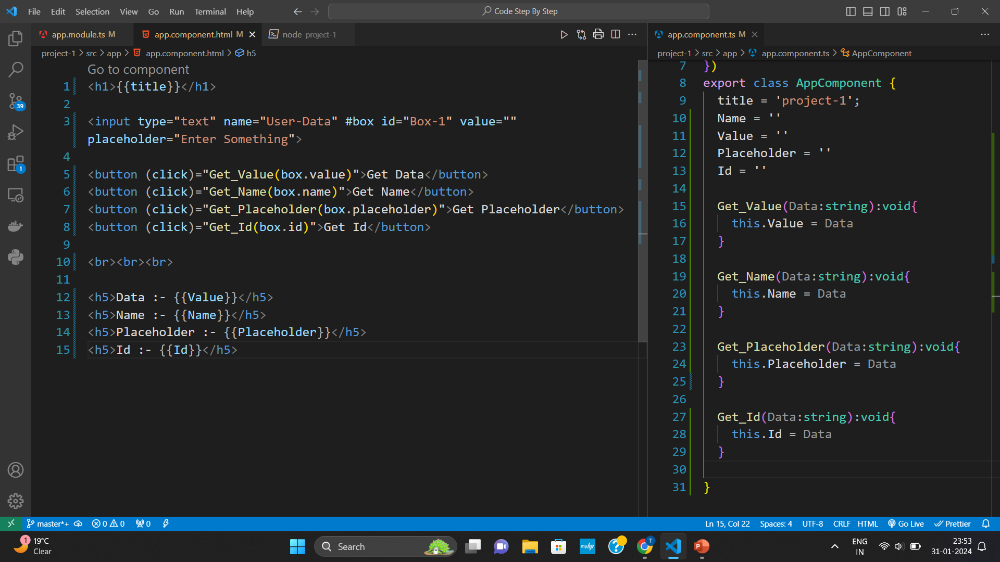 File Edit Selection View Go Run Terminal Help
Code Step By Step
app.module.ts M
app.component.html M
node project-1
app.component.ts M
project-1 > src > app > app.component.html > h5
project-1 > src > app > app.component.ts > AppComponent
Go to component
1 <h1>{{title}}</h1>
2
3 <input type="text" name="User-Data" #box id="Box-1" value=""
placeholder="Enter Something">
4
5 <button (click)="Get_Value(box.value)">Get Data</button>
6 <button (click)="Get_Name(box.name)">Get Name</button>
7 <button (click)="Get_Placeholder(box.placeholder)">Get Placeholder</button>
8 <button (click)="Get_Id(box.id)">Get Id</button>
9
10 <br><br><br>
11
12 <h5>Data :- {{Value}}</h5>
13 <h5>Name :- {{Name}}</h5>
14 <h5>Placeholder :- {{Placeholder}}</h5>
15 <h5>Id :- {{Id}}</h5>
7 })
8 export class AppComponent {
9 title = 'project-1';
10 Name = ''
11 Value = ''
12 Placeholder = ''
13 Id = ''
14
15 Get_Value(Data:string):void{
16 this.Value = Data
17 }
18
19 Get_Name(Data:string):void{
20 this.Name = Data
21 }
22
23 Get_Placeholder(Data:string):void{
24 this.Placeholder = Data
25 }
26
27 Get_Id(Data:string):void{
28 this.Id = Data
29 }
30
31 }
39
1
master*+ 0 0 0
Ln 15, Col 22 Spaces: 4 UTF-8 CRLF HTML Go Live Prettier
1
19°C
Clear
Search
myhp
T
P
ENG
IN
23:53
31-01-2024